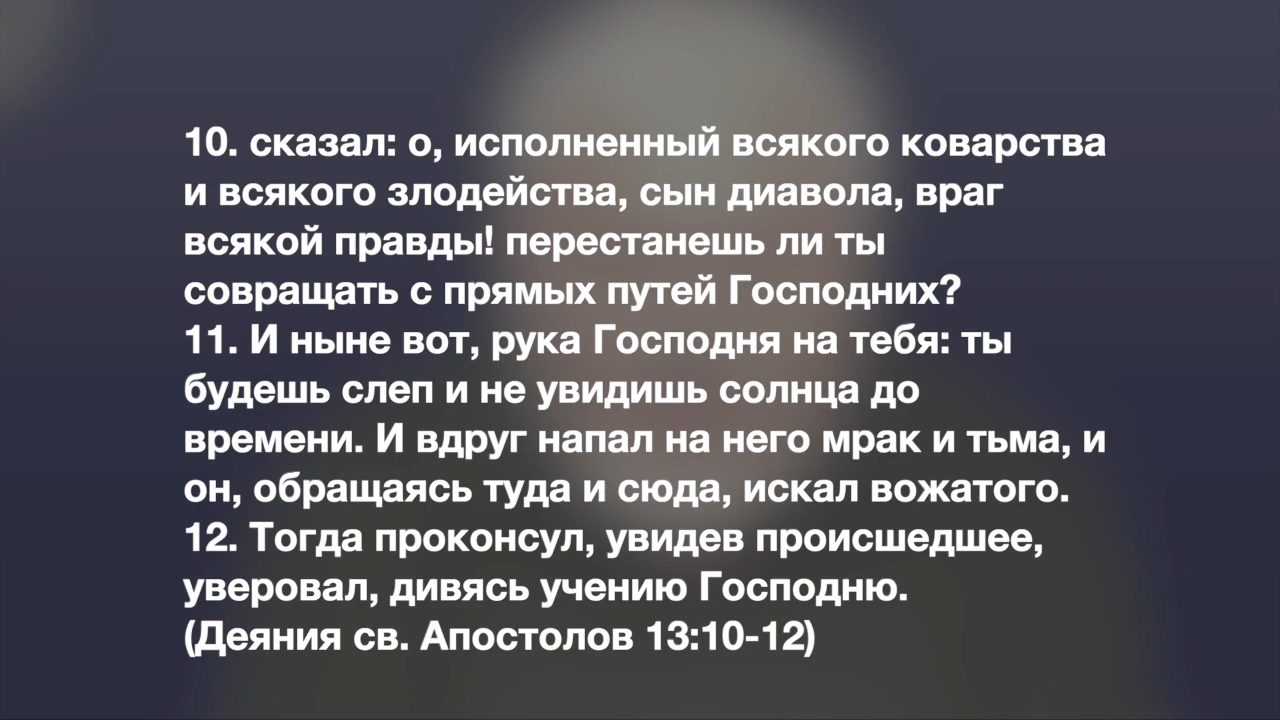 10. сказал: о, исполненный всякого коварства
и всякого злодейства, сын диавола, враг
всякой правды! перестанешь ли ты
совращать с прямых путей Господних?
11. И ныне вот, рука Господня на тебя: ты
будешь слеп и не увидишь солнца до
времени. И вдруг напал на него мрак и тьма, и
он, обращаясь туда и сюда, искал вожатого.
12. Тогда проконсул, увидев происшедшее,
уверовал, дивясь учению Господню.
(Деяния св. Апостолов 13:10-12)